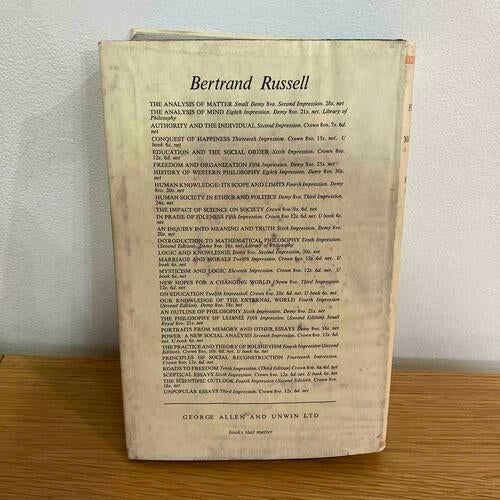 Bertrand Russell
THE ANALYSIS OF MATTER Small Demy 8vo. Second Impression. 28s. net
THE ANALYSIS OF MIND Eighth Impression. Demy 8vo. 21s. net. Library of
Philosophy
AUTHORITY AND THE INDIVIDUAL Second Impression. Crown 8vo. 7s. 6d.
net.
CONQUEST OF HAPPINESS Thirteenth Impression. Crown 8vo. 15s. net. U
book 6s. net
EDUCATION AND THE SOCIAL ORDER Sixth Impression. Crown 8vo.
12s. 6d. net
FREEDOM AND ORGANIZATION Fifth Impression. Demy 8vo. 25s. net
HISTORY OF WESTERN PHILOSOPHY Eighth Impression. Demy 8vo. 30s.
net
HUMAN KNOWLEDGE: ITS SCOPE AND LIMITS Fourth Impression. Demy
8vo. 30s. net
HUMAN SOCIETY IN ETHICS AND POLITICS Demy 8vo. Third Impression.
24s. net
THE IMPACT OF SCIENCE ON SOCIETY Crown 8vo. 9s. 6d. net
IN PRAISE OF IDLENESS Fifth Impression. Crown 8vo 12s. 6d. net. U book 6s.
net
AN INQUIRY INTO MEANING AND TRUTH Sixth Impression. Demy 8vo.
20s. net
INTRODUCTION TO MATHEMATICAL PHILOSOPHY Tenth Impression.
(Second Edition). Demy 8vo. 18s. net. Library of Philosophy
LOGIC AND KNOWLEDGE Demy 8vo. Second Impression. 30s. net
MARRIAGE AND MORALS Twelfth Impression. Crown 8vo. 12s. 6d. net. U
book 6s. net
MYSTICISM AND LOGIC Eleventh Impression. Crown 8vo. 12s. 6d. net. U
book 6s. net
NEW HOPES FOR A CHANGING WORLD Crown 8vo. Third Impression.
12s. 6d. net
ON EDUCATION Twelfth Impression. Crown 8vo. 10s. 6d. net. U book 6s. net
OUR KNOWLEDGE OF THE EXTERNAL WORLD Fourth Impression
(Second Edition). Demy 8vo. 18s. net
AN OUTLINE OF PHILOSOPHY Sixth Impression. Demy 8vo. 21s. net
THE PHILOSOPHY OF LEIBNIZ Fifth Impression. (Second Edition) Small
Royal 8vo. 21s. net
PORTRAITS FROM MEMORY AND OTHER ESSAYS Demy 8vo. 16s. net
POWER: A NEW SOCIAL ANALYSIS Seventh Impression. Crown 8vo. 12s. 6d.
net. U book 6s. net
THE PRACTICE AND THEORY OF BOLSHEVISM Fourth Impression (Second
Edition). Crown 8vo. 10s. 6d. net. U book 6s. net
PRINCIPLES OF SOCIAL RECONSTRUCTION Fourteenth Impression.
Crown 8vo. 12s. 6d. net
ROADS TO FREEDOM Tenth Impression. (Third Edition) Crown 8vo. 8s. 6d. net
SCEPTICAL ESSAYS Sixth Impression. Crown 8vo. 12s. 6d. net. U book 6s. net
THE SCIENTIFIC OUTLOOK Fourth Impression (Second Edition). Crown 8vo.
16s. net
UNPOPULAR ESSAYS Third Impression. Crown 8vo. 12s. 6d. net
GEORGE ALLEN AND UNWIN LTD
books that matter